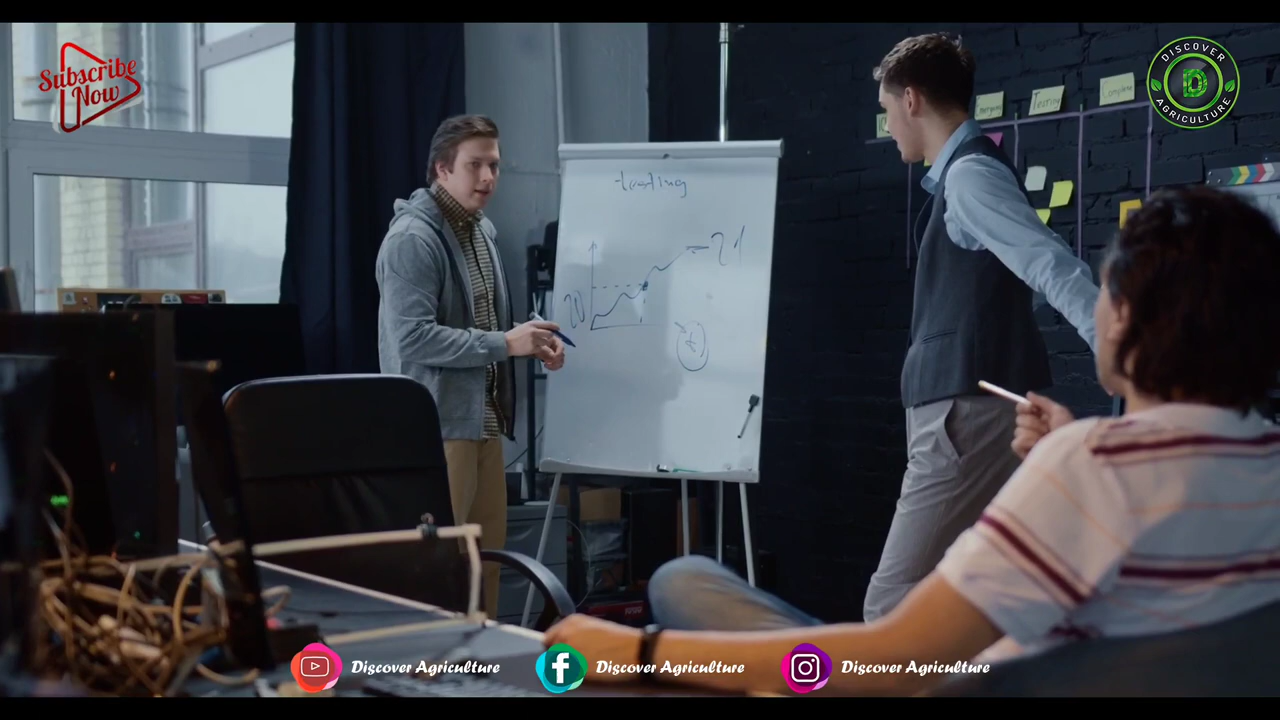 Subscribe
Now
DISCOVER
D
AGRICULTURE
Testing
testing
21
20
Discover Agriculture
Discover Agriculture
Discover Agriculture